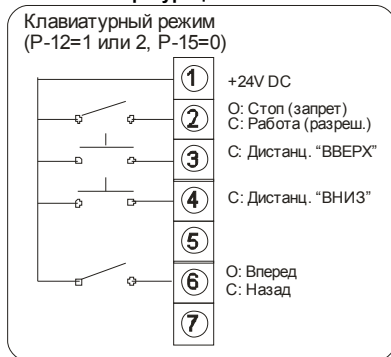 Клавиатурный режим
(P-12=1 или 2, P-15=0)
1 +24V DC
2 О: Стоп (запрет)
С: Работа (разреш.)
3 С: Дистанц. “ВВЕРХ”
4 С: Дистанц. “ВНИЗ”
5
6 О: Вперед
С: Назад
7